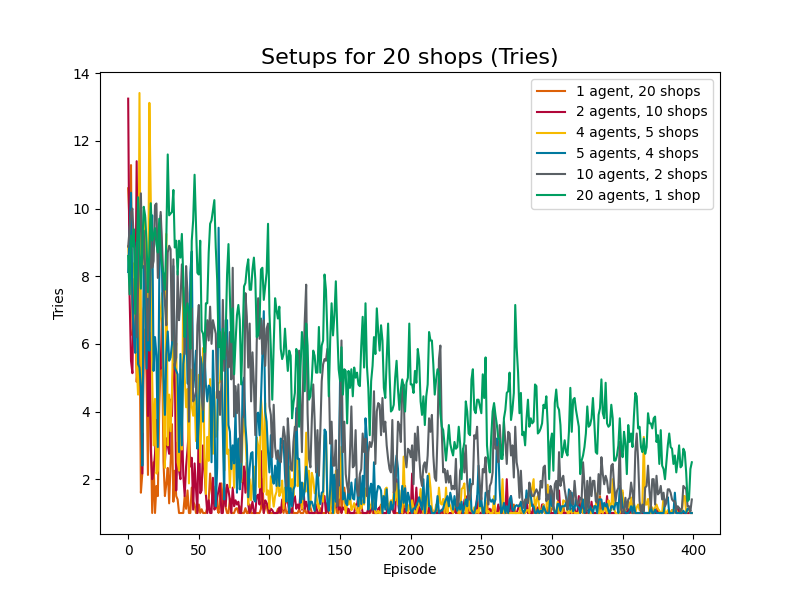 Setups for 20 shops (Tries)
14
12
10
8
6
4
2
Tries
1 agent, 20 shops
2 agents, 10 shops
4 agents, 5 shops
5 agents, 4 shops
10 agents, 2 shops
20 agents, 1 shop
0 50 100 150 200 250 300 350 400
Episode